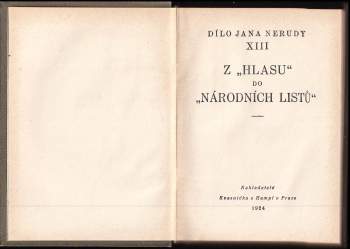 DÍLO JANA NERUDY
XIII
Z „HLASU“
DO
„NÁRODNÍCH LISTŮ“
Nakladatelé
Kvasnička a Hampl v Praze
1924